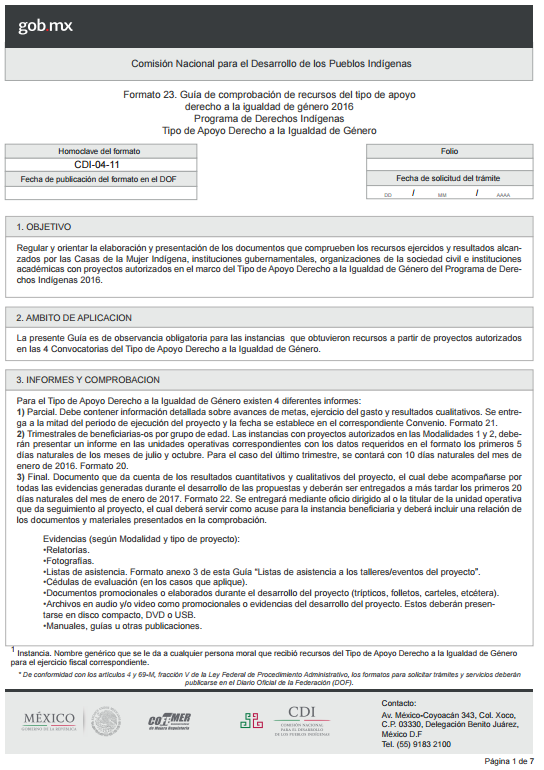 gob mx
Comisión Nacional para el Desarrollo de los Pueblos Indígenas
Formato 23. Guía de comprobación de recursos del tipo de apoyo
derecho a la igualdad de género 2016
Programa de Derechos Indígenas
Tipo de Apoyo Derecho a la Igualdad de Género
Homoclave del formato
CDI-04-11
Fecha de publicación del formato en el DOF
Folio
Fecha de solicitud del trámite
DD / MM / AAAA
1. OBJETIVO
Regular y orientar la elaboración y presentación de los documentos que comprueben los recursos ejercidos y resultados alcan-
zados por las Casas de la Mujer Indígena, instituciones gubernamentales, organizaciones de la sociedad civil e instituciones
académicas con proyectos autorizados en el marco del Tipo de Apoyo Derecho a la Igualdad de Género del Programa de Dere-
chos Indígenas 2016.
2. AMBITO DE APLICACION
La presente Guía es de observancia obligatoria para las instancias que obtuvieron recursos a partir de proyectos autorizados
en las 4 Convocatorias del Tipo de Apoyo Derecho a la Igualdad de Género.
3. INFORMES Y COMPROBACION
Para el Tipo de Apoyo Derecho a la Igualdad de Género existen 4 diferentes informes:
1) Parcial. Debe contener información detallada sobre avances de metas, ejercicio del gasto y resultados cualitativos. Se entre-
ga a la mitad del periodo de ejecución del proyecto y la fecha se establece en el correspondiente Convenio. Formato 21.
2) Trimestrales de beneficiarias-os por grupo de edad. Las instancias con proyectos autorizados en las Modalidades 1 y 2, debe-
rán presentar un informe en las unidades operativas correspondientes con los datos requeridos en el formato los primeros 5
días naturales de los meses de julio y octubre. Para el caso del último trimestre, se contará con 10 días naturales del mes de
enero de 2016. Formato 20.
3) Final. Documento que da cuenta de los resultados cuantitativos y cualitativos del proyecto, el cual debe acompañarse por
todas las evidencias generadas durante el desarrollo de las propuestas y deberán ser entregados a más tardar los primeros 20
días naturales del mes de enero de 2017. Formato 22. Se entregará mediante oficio dirigido al o la titular de la unidad operativa
que da seguimiento al proyecto, el cual deberá servir como acuse para la instancia beneficiaria y deberá incluir una relación de
los documentos y materiales presentados en la comprobación.
Evidencias (según Modalidad y tipo de proyecto):
•Relatorías.
•Fotografías.
•Listas de asistencia. Formato anexo 3 de esta Guía "Listas de asistencia a los talleres/eventos del proyecto".
•Cédulas de evaluación (en los casos que aplique).
•Documentos promocionales o elaborados durante el desarrollo del proyecto (trípticos, folletos, carteles, etcétera).
•Archivos en audio y/o video como promocionales o evidencias del desarrollo del proyecto. Estos deberán presen-
tarse en disco compacto, DVD o USB.
•Manuales, guías u otras publicaciones.
1 Instancia. Nombre genérico que se le da a cualquier persona moral que recibió recursos del Tipo de Apoyo Derecho a la Igualdad de Género
para el ejercicio fiscal correspondiente.
* De conformidad con los artículos 4 y 69-M, fracción V de la Ley Federal de Procedimiento Administrativo, los formatos para solicitar trámites y servicios deberán
publicarse en el Diario Oficial de la Federación (DOF).
MÉXICO
GOBIERNO DE LA REPÚBLICA
COFEMER
de Mejora Regulatoria
CDI
COMISIÓN NACIONAL
PARA EL DESARROLLO
DE LOS PUEBLOS INDÍGENAS
Contacto:
Av. México-Coyoacán 343, Col. Xoco,
C.P. 03330, Delegación Benito Juárez,
México D.F
Tel. (55) 9183 2100
Página 1 de 7